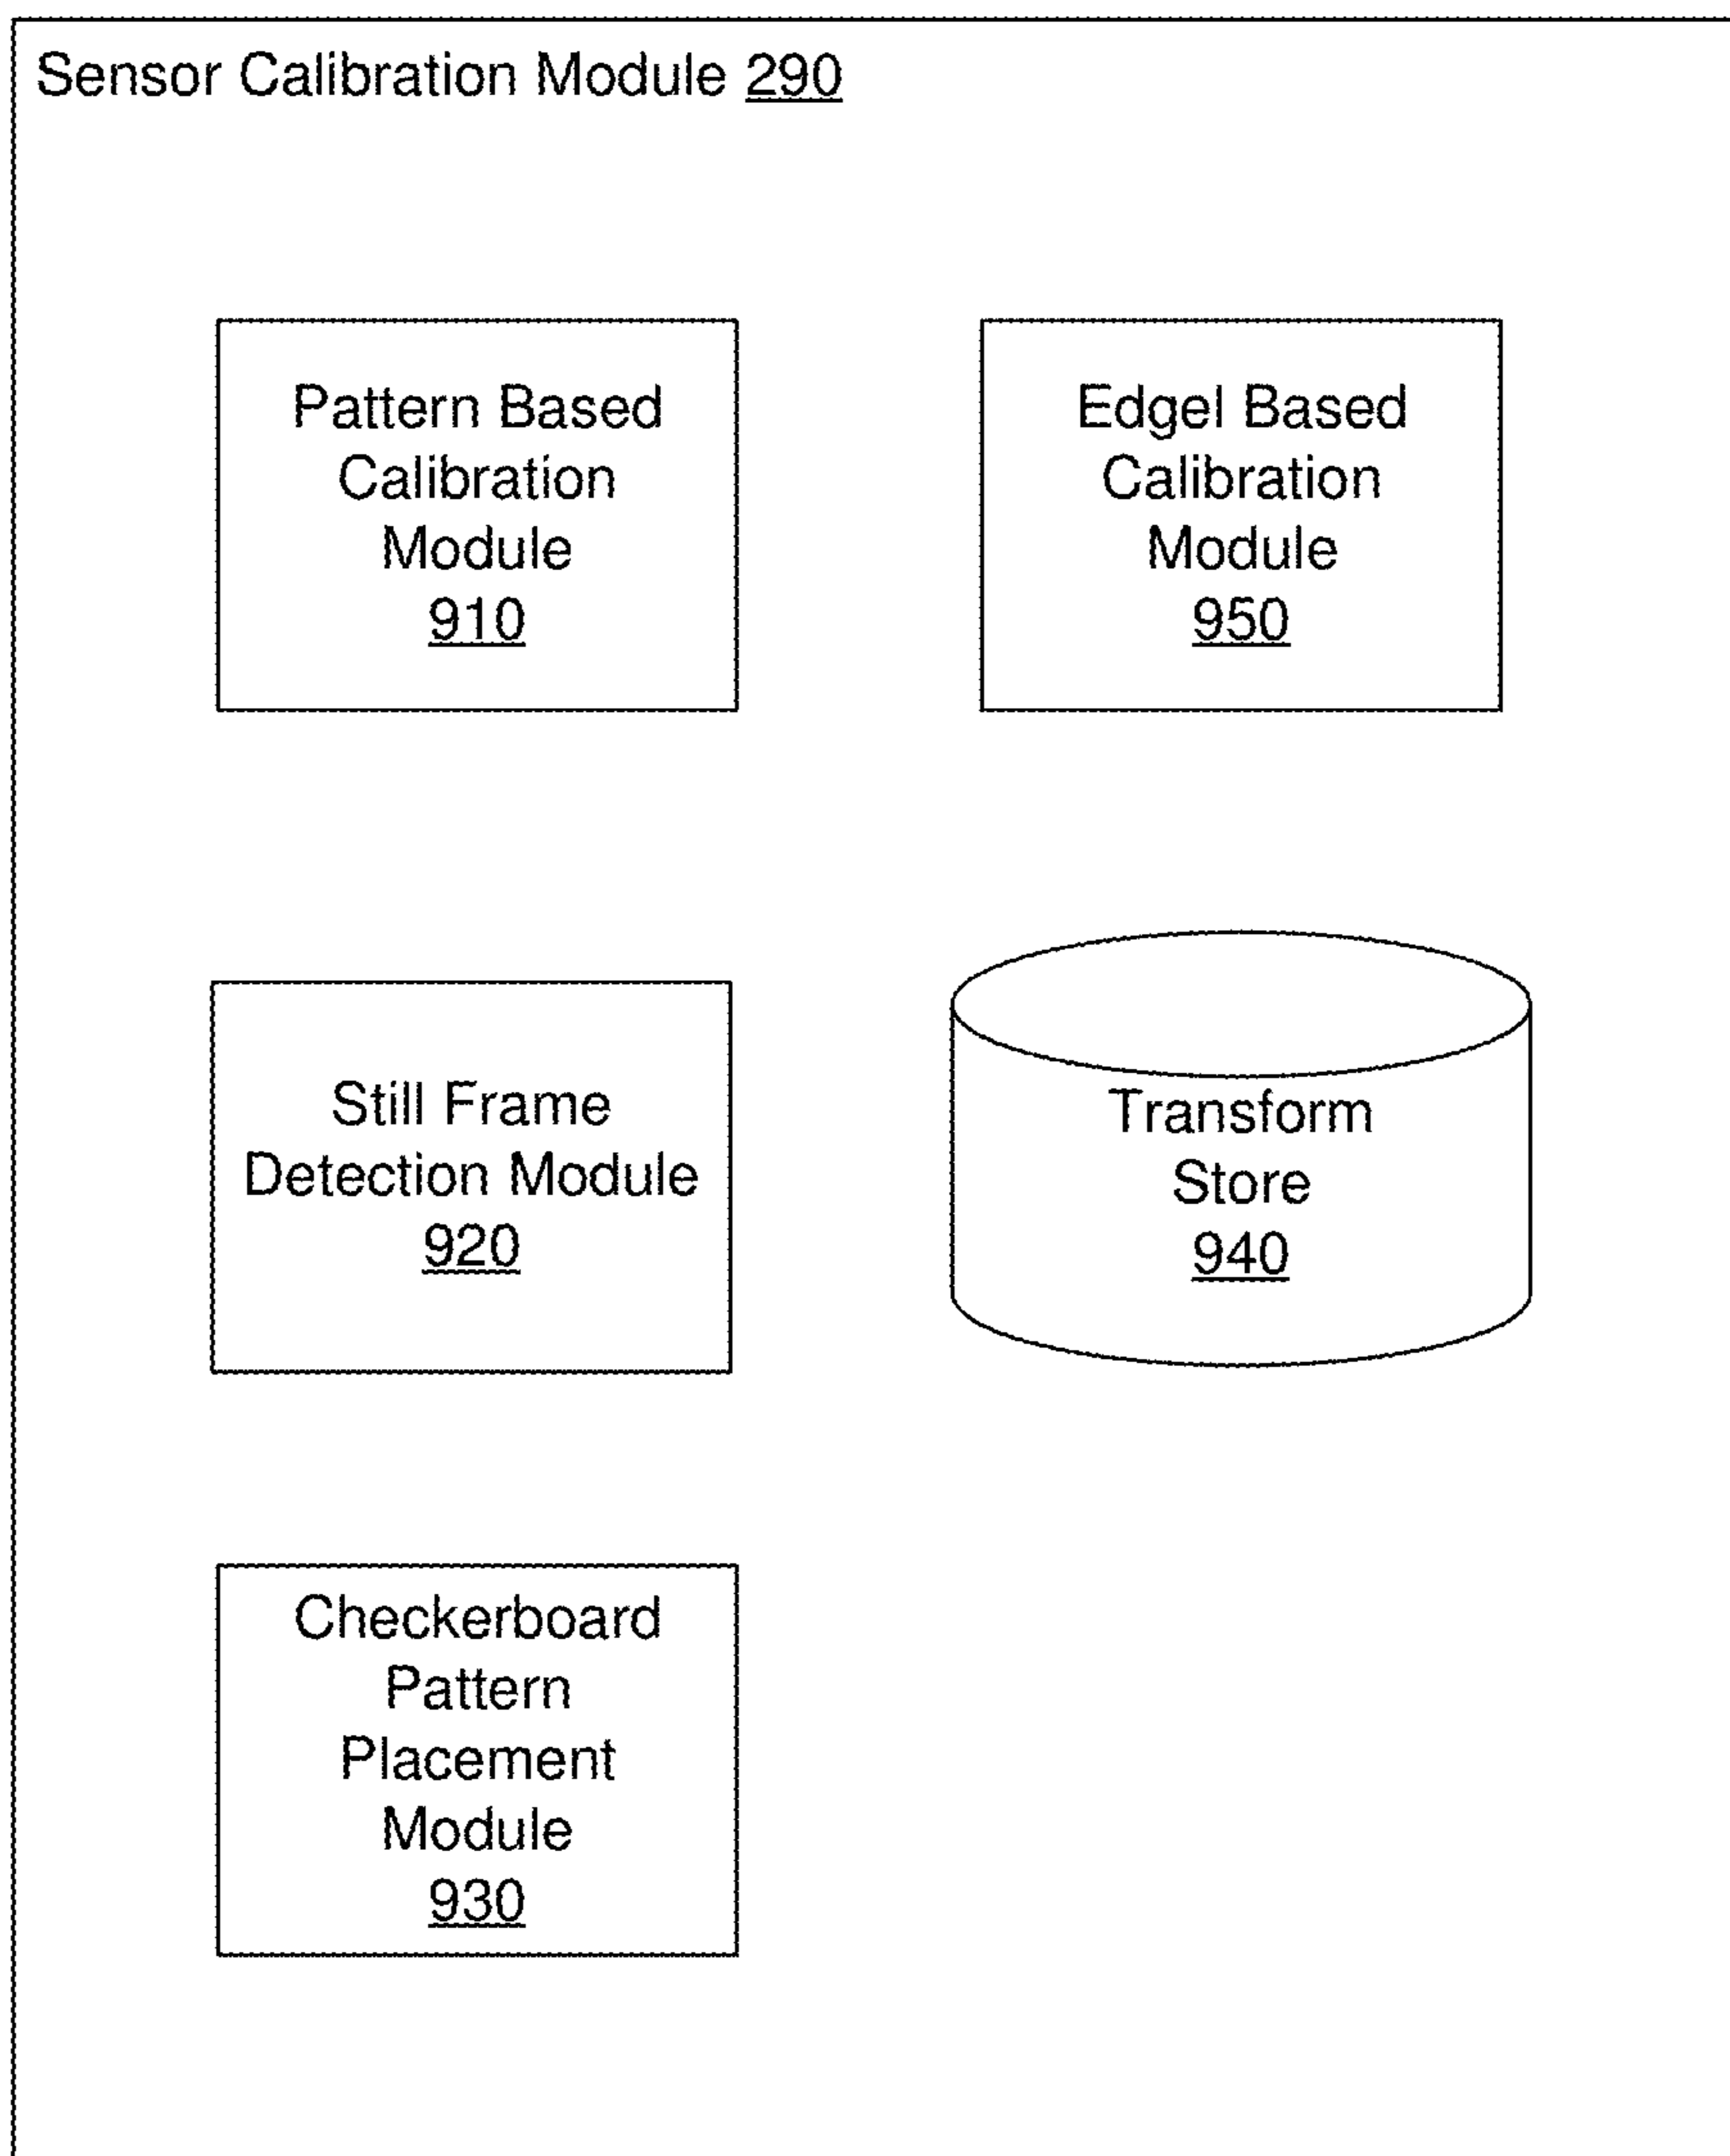 Sensor Calibration Module 290
Pattern Based
Calibration
Module
910
Edgel Based
Calibration
Module
950
Still Frame
Detection Module
920
Transform
Store
940
Checkerboard
Pattern
Placement
Module
930